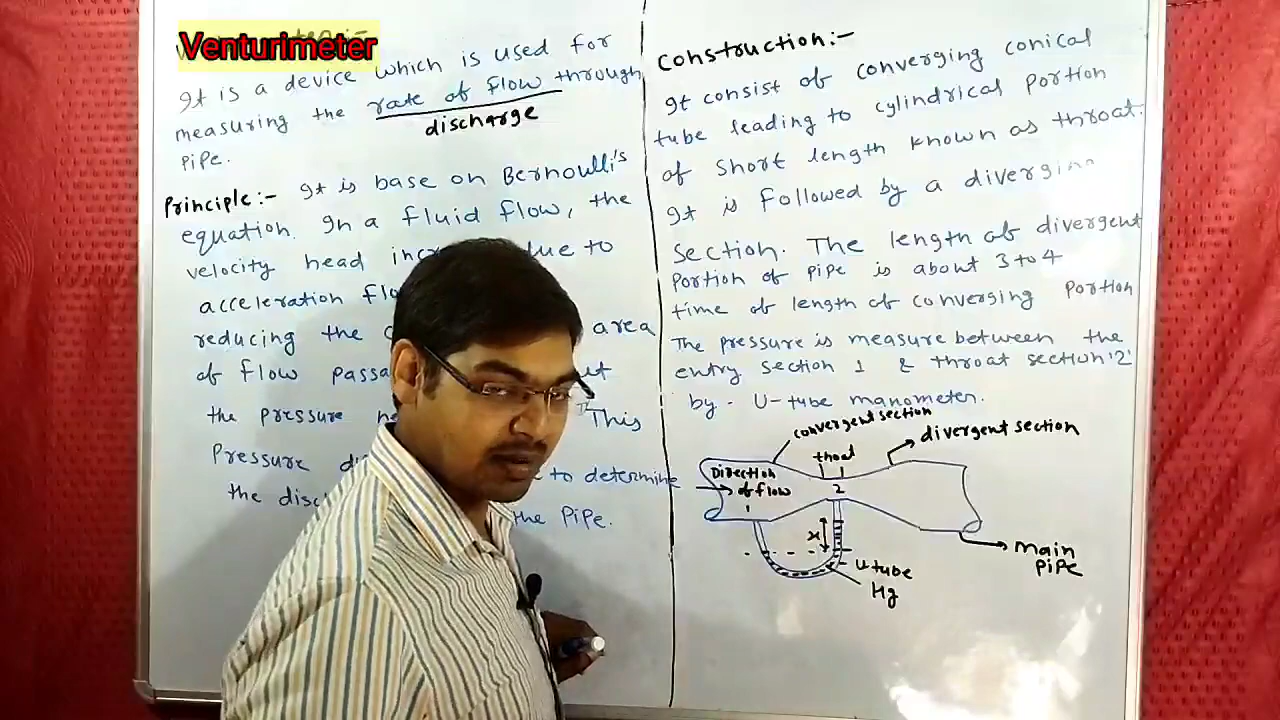 Venturimeter
It is a device which is used for
measuring the rate of flow through
discharge
pipe.
Principle:- It is base on Bernoulli's
equation. In a fluid flow, the
velocity head due to
acceleration
reducing the area
of flow
the pressure This
Pressure to determine
the the pipe.
Construction:-
It consist of converging conical
tube leading to cylindrical portion
of short length known as throat.
It is followed by a diverging
section. The length of divergent
portion of pipe is about 3 to 4
time of length of converging portion
The pressure is measure between the
entry section 1 & throat section '2'
by - U-tube manometer.
convergent section
divergent section
throat
Direction
of flow
1
2
x
U tube
Hg
main
pipe